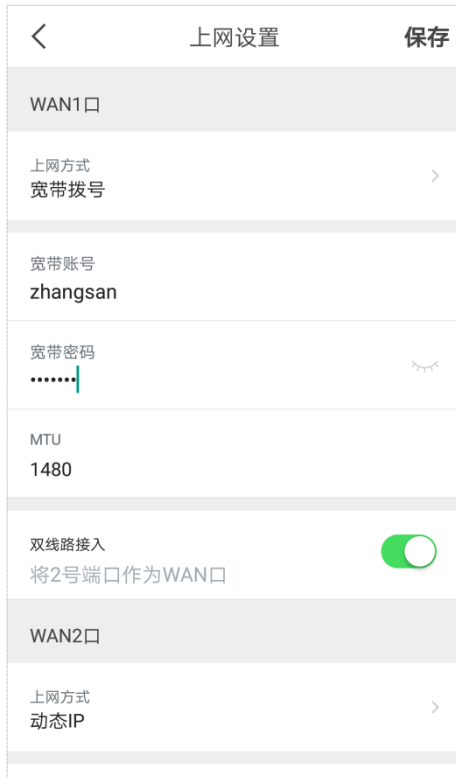 上网设置
保存
WAN1口
上网方式
宽带拨号
宽带账号
zhangsan
宽带密码
•••••••
MTU
1480
双线路接入
将2号端口作为WAN口
WAN2口
上网方式
动态IP